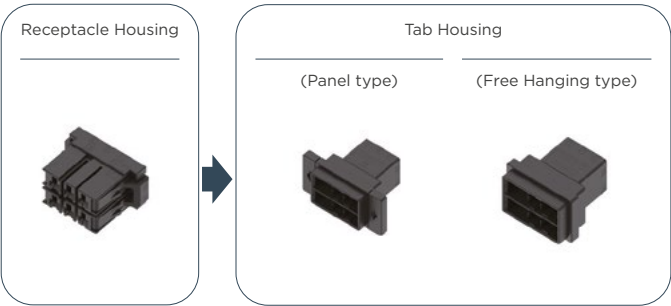 Receptacle Housing
Tab Housing
(Panel type)
(Free Hanging type)